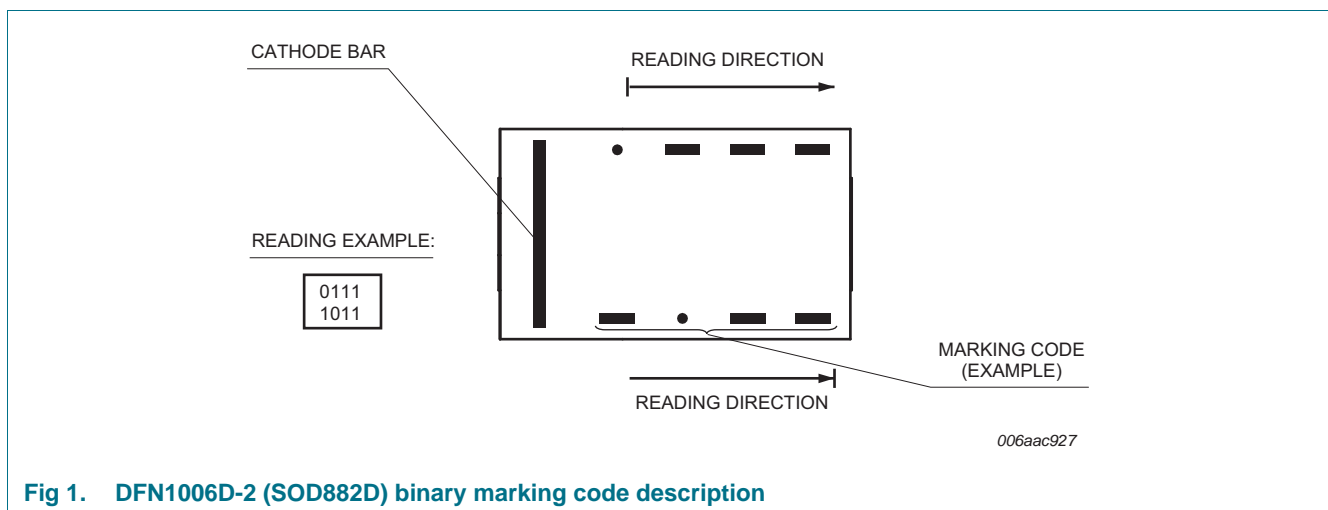 CATHODE BAR
READING DIRECTION
READING EXAMPLE:
0111
1011
MARKING CODE
(EXAMPLE)
READING DIRECTION
006aac927
Fig 1. DFN1006D-2 (SOD882D) binary marking code description